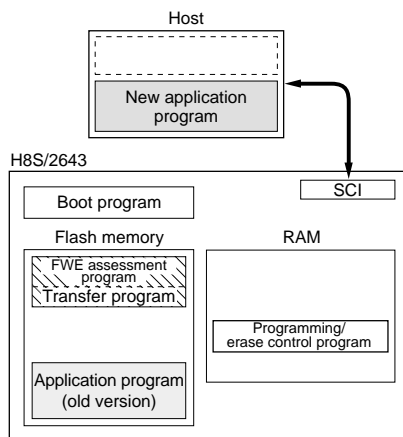 Host
New application
program
H8S/2643
SCI
Boot program
Flash memory
RAM
FWE assessment
program
Transfer program
Programming/
erase control program
Application program
(old version)